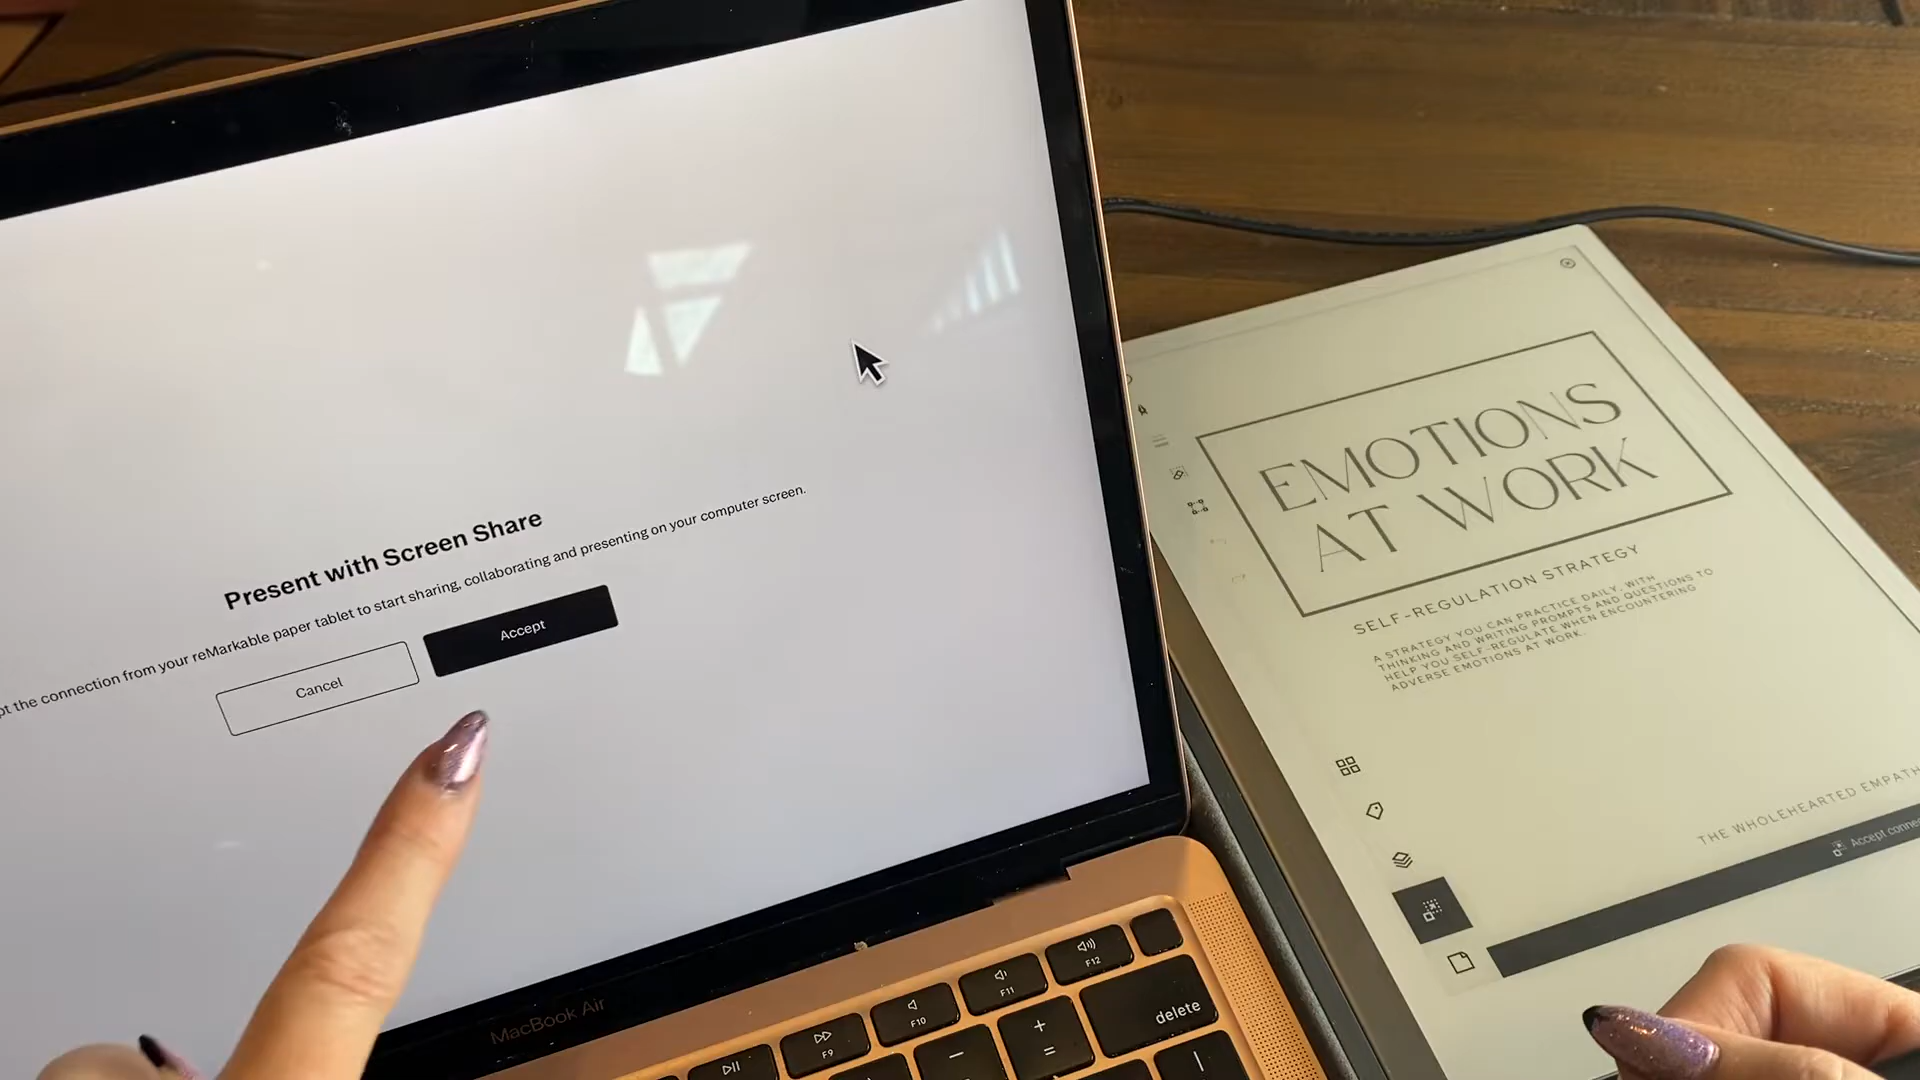 Present with Screen Share
the connection from your reMarkable paper tablet to start sharing, collaborating and presenting on your computer screen.
Cancel
Accept
MacBook Air
F9
F10
F11
F12
delete
+
=
–
EMOTIONS
AT WORK
SELF-REGULATION STRATEGY
A STRATEGY YOU CAN PRACTICE DAILY, WITH
THINKING AND WRITING PROMPTS AND QUESTIONS TO
HELP YOU SELF-REGULATE WHEN ENCOUNTERING
ADVERSE EMOTIONS AT WORK.
THE WHOLEHEARTED EMPATH
Accept